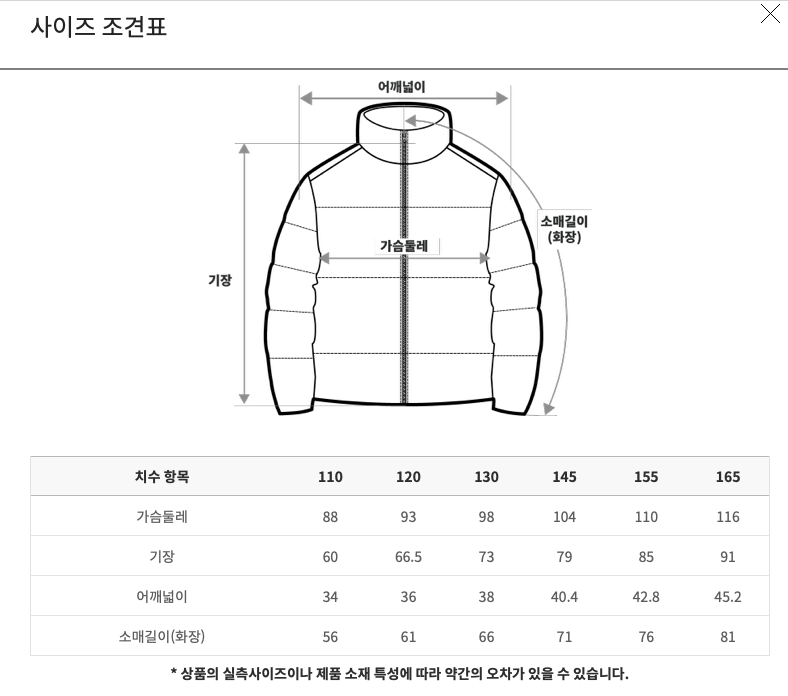 사이즈 조견표
어깨넓이
소매길이
(화장)
가슴둘레
기장
치수 항목 110 120 130 145 155 165
가슴둘레 88 93 98 104 110 116
기장 60 66.5 73 79 85 91
어깨넓이 34 36 38 40.4 42.8 45.2
소매길이(화장) 56 61 66 71 76 81
* 상품의 실측사이즈이나 제품 소재 특성에 따라 약간의 오차가 있을 수 있습니다.